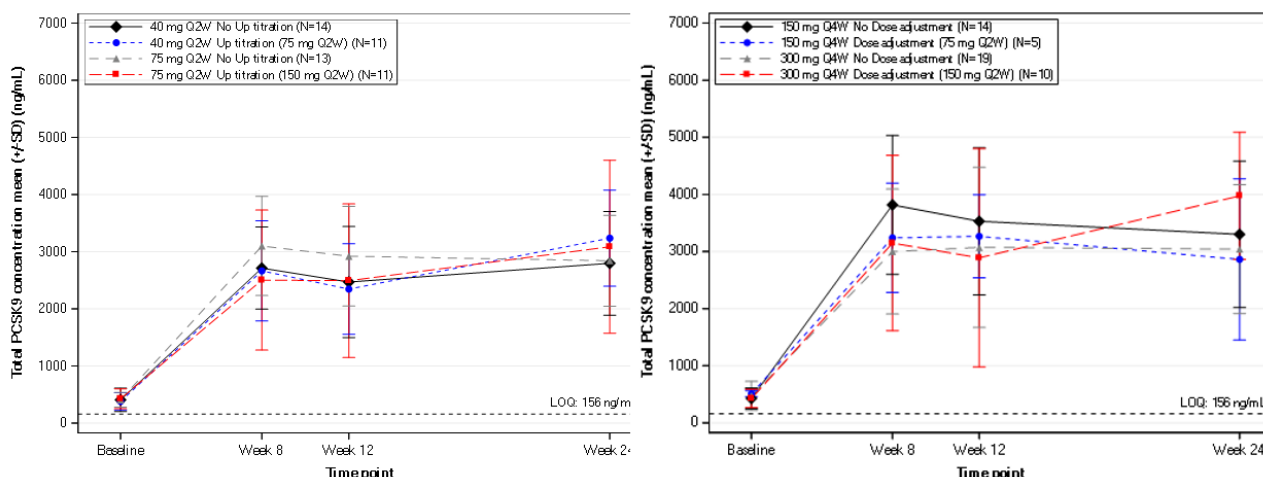 Total PCSK9 concentration mean (+/-SD) (ng/mL)
7000
6000
5000
4000
3000
2000
1000
0
40 mg Q2W No Up titration (N=14)
40 mg Q2W Up titration (75 mg Q2W) (N=11)
75 mg Q2W No Up titration (N=13)
75 mg Q2W Up titration (150 mg Q2W) (N=11)
LOQ: 156 ng/m
Baseline
Week 8
Week 12
Week 24
Time point
Total PCSK9 concentration mean (+/-SD) (ng/mL)
7000
6000
5000
4000
3000
2000
1000
0
150 mg Q4W No Dose adjustment (N=14)
150 mg Q4W Dose adjustment (75 mg Q2W) (N=5)
300 mg Q4W No Dose adjustment (N=19)
300 mg Q4W Dose adjustment (150 mg Q2W) (N=10)
LOQ: 156 ng/mL
Baseline
Week 8
Week 12
Week 24
Time point